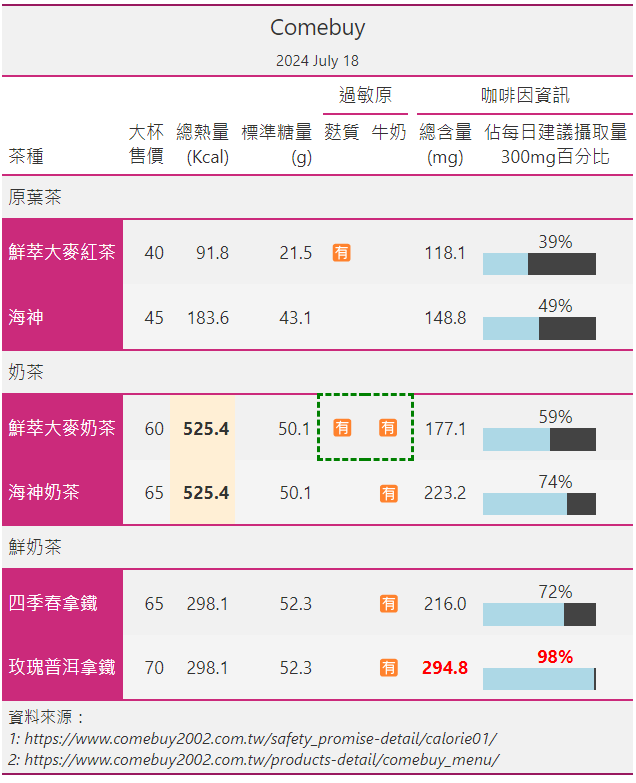 Comebuy
2024 July 18
過敏原 咖啡因資訊
茶種 大杯售價 總熱量(Kcal) 標準糖量(g) 麩質 牛奶 總含量(mg) 佔每日建議攝取量300mg百分比
原葉茶
鮮萃大麥紅茶 40 91.8 21.5 有 118.1 39%
海神 45 183.6 43.1 148.8 49%
奶茶
鮮萃大麥奶茶 60 525.4 50.1 有 有 177.1 59%
海神奶茶 65 525.4 50.1 有 223.2 74%
鮮奶茶
四季春拿鐵 65 298.1 52.3 有 216.0 72%
玫瑰普洱拿鐵 70 298.1 52.3 有 294.8 98%
資料來源：
1: https://www.comebuy2002.com.tw/safety_promise-detail/calorie01/
2: https://www.comebuy2002.com.tw/products-detail/comebuy_menu/